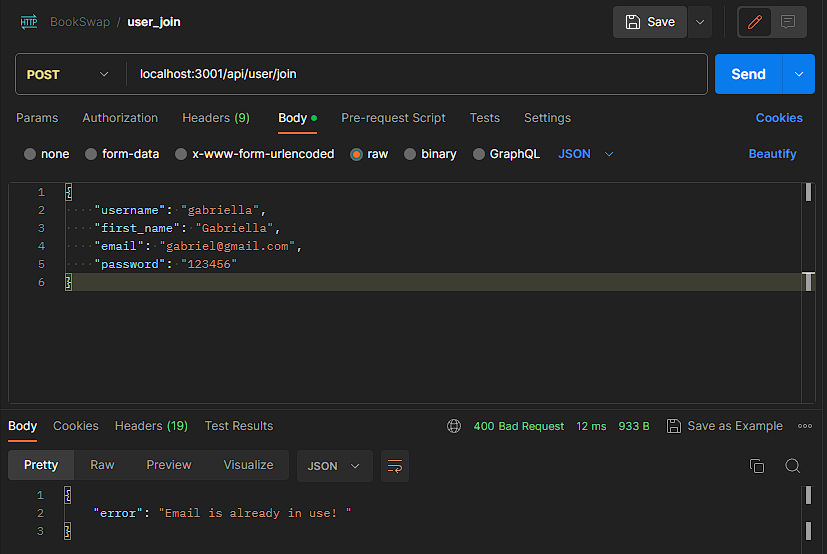 HTTP BookSwap / user_join Save
POST localhost:3001/api/user/join Send
Params Authorization Headers (9) Body Pre-request Script Tests Settings Cookies
none form-data x-www-form-urlencoded raw binary GraphQL JSON Beautify
1 {
2 ····"username":·"gabriella",
3 ····"first_name":·"Gabriella",
4 ····"email":·"gabriel@gmail.com",
5 ····"password":·"123456"
6 }
Body Cookies Headers (19) Test Results 400 Bad Request 12 ms 933 B Save as Example
Pretty Raw Preview Visualize JSON
1 {
2 "error": "Email is already in use! "
3 }